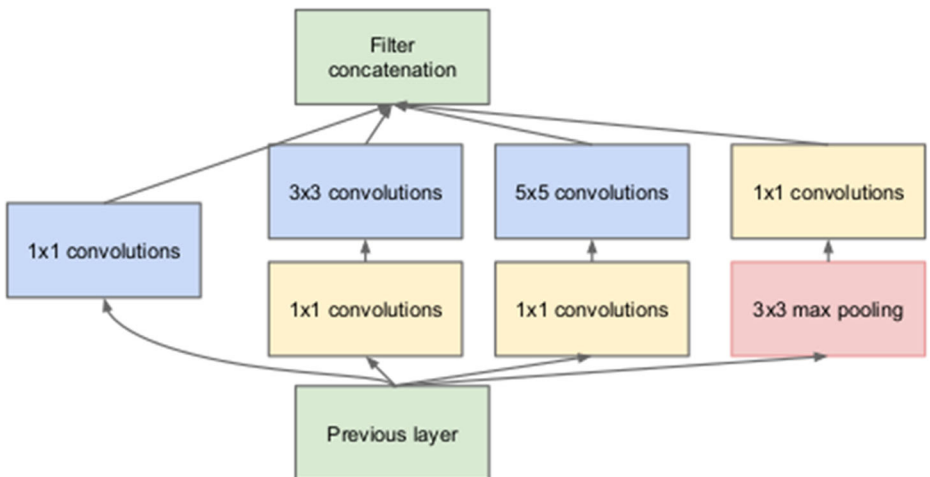 Filter
concatenation
3x3 convolutions
5x5 convolutions
1x1 convolutions
1x1 convolutions
1x1 convolutions
1x1 convolutions
3x3 max pooling
Previous layer